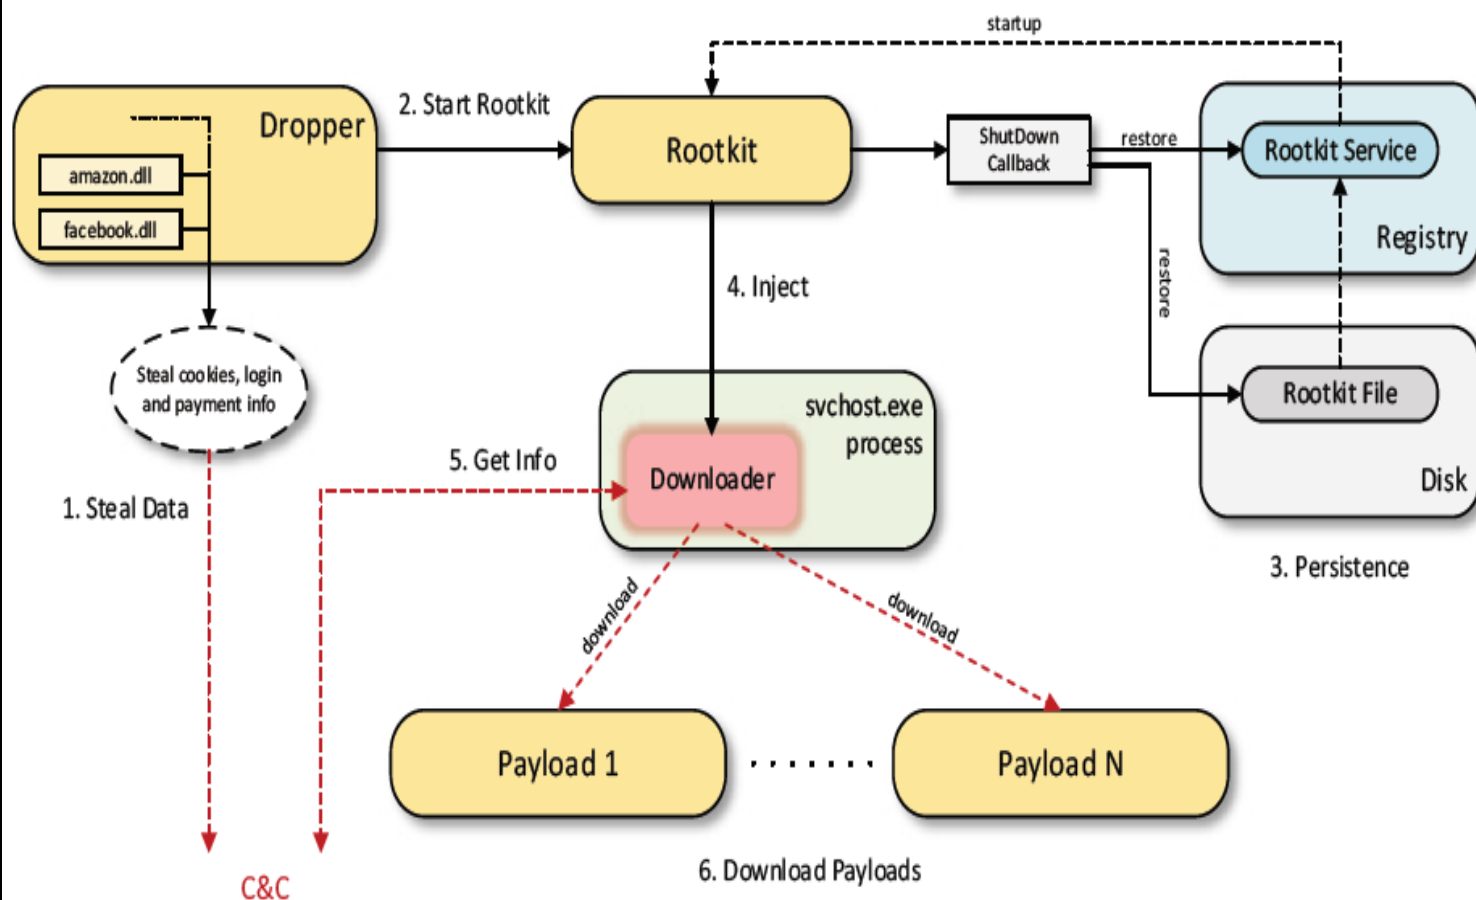 startup
Dropper
2. Start Rootkit
amazon.dll
facebook.dll
Rootkit
ShutDown
Callback
restore
Rootkit Service
Registry
restore
4. Inject
Steal cookies, login
and payment info
svchost.exe
process
Rootkit File
Disk
5. Get Info
Downloader
1. Steal Data
3. Persistence
download
download
Payload 1
. . . . . . .
Payload N
6. Download Payloads
C&C